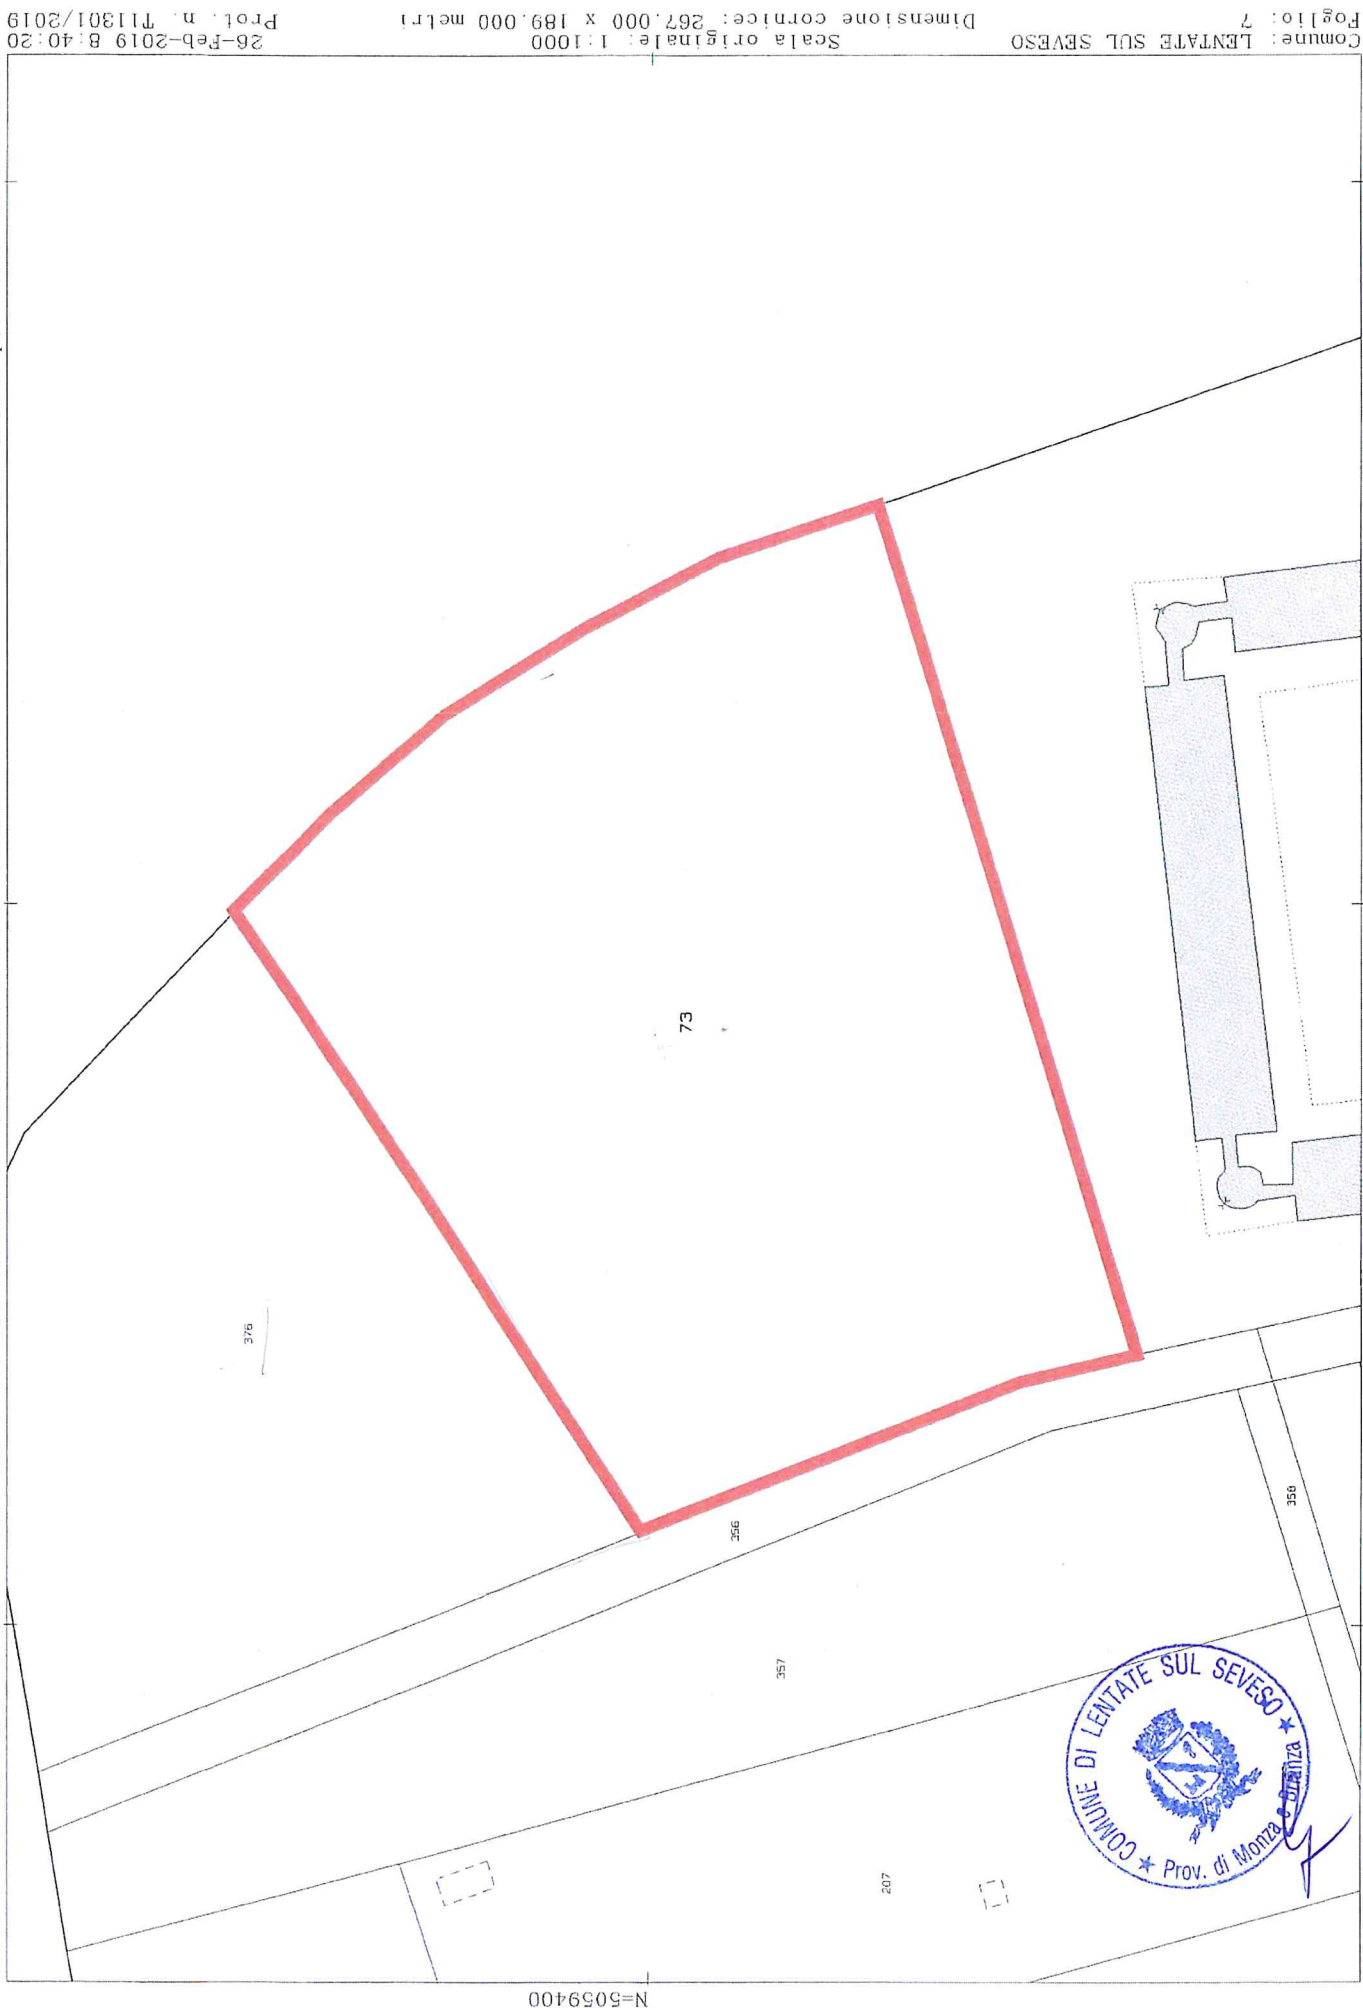 Comune: LENTATE SUL SEVESO
Foglio: 7
Scala originale: 1:1000
Dimensione cornice: 267.000 x 189.000 metri
26-Feb-2019 8:40:20
Prot. n. T11301/2019
73
376
356
358
357
207
COMUNE DI LENTATE SUL SEVESO
★ Prov. di Monza e Brianza ★
N=5059400